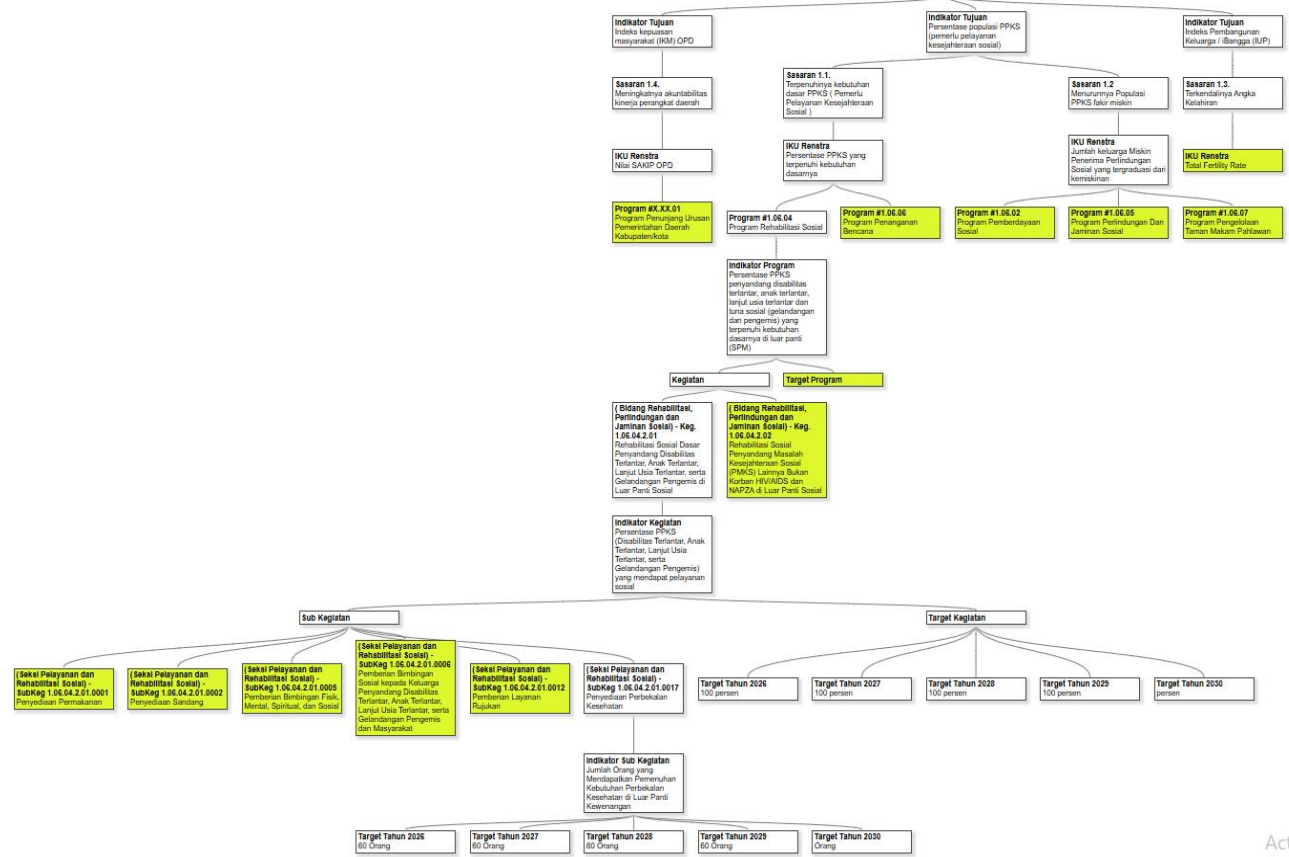 Indikator Tujuan
Indeks kepuasan
masyarakat (IKM) OPD
Indikator Tujuan
Persentase populasi PPKS
(pemerlu pelayanan
kesejahteraan sosial)
Indikator Tujuan
Indeks Pembangunan
Keluarga / iBangga (IUP)
Sasaran 1.4.
Meningkatnya akuntabilitas
kinerja perangkat daerah
Sasaran 1.1.
Terpenuhinya kebutuhan
dasar PPKS ( Pemerlu
Pelayanan Kesejahteraan
Sosial )
Sasaran 1.2
Menurunnya Populasi
PPKS fakir miskin
Sasaran 1.3.
Terkendalinya Angka
Kelahiran
IKU Renstra
Nilai SAKIP OPD
IKU Renstra
Persentase PPKS yang
terpenuhi kebutuhan
dasarnya
IKU Renstra
Jumlah keluarga Miskin
Penerima Perlindungan
Sosial yang tergraduasi dari
kemiskinan
IKU Renstra
Total Fertility Rate
Program #X.XX.01
Program Penunjang Urusan
Pemerintahan Daerah
Kabupaten/kota
Program #1.06.04
Program Rehabilitasi Sosial
Program #1.06.06
Program Penanganan
Bencana
Program #1.06.02
Program Pemberdayaan
Sosial
Program #1.06.05
Program Perlindungan Dan
Jaminan Sosial
Program #1.06.07
Program Pengelolaan
Taman Makam Pahlawan
Indikator Program
Persentase PPKS
penyandang disabilitas
terlantar, anak terlantar,
lanjut usia terlantar dan
tuna sosial (gelandangan
dan pengemis) yang
terpenuhi kebutuhan
dasarnya di luar panti
(SPM)
Kegiatan
Target Program
( Bidang Rehabilitasi,
Perlindungan dan
Jaminan Sosial) - Keg.
1.06.04.2.01
Rehabilitasi Sosial Dasar
Penyandang Disabilitas
Terlantar, Anak Terlantar,
Lanjut Usia Terlantar, serta
Gelandangan Pengemis di
Luar Panti Sosial
( Bidang Rehabilitasi,
Perlindungan dan
Jaminan Sosial) - Keg.
1.06.04.2.02
Rehabilitasi Sosial
Penyandang Masalah
Kesejahteraan Sosial
(PMKS) Lainnya Bukan
Korban HIV/AIDS dan
NAPZA di Luar Panti Sosial
Indikator Kegiatan
Persentase PPKS
(Disabilitas Terlantar, Anak
Terlantar, Lanjut Usia
Terlantar, serta
Gelandangan Pengemis)
yang mendapat pelayanan
sosial
Sub Kegiatan
Target Kegiatan
(Seksi Pelayanan dan
Rehabilitasi Sosial) -
SubKeg 1.06.04.2.01.0001
Penyediaan Permakanan
(Seksi Pelayanan dan
Rehabilitasi Sosial) -
SubKeg 1.06.04.2.01.0002
Penyediaan Sandang
(Seksi Pelayanan dan
Rehabilitasi Sosial) -
SubKeg 1.06.04.2.01.0005
Pemberian Bimbingan Fisik,
Mental, Spiritual, dan Sosial
(Seksi Pelayanan dan
Rehabilitasi Sosial) -
SubKeg 1.06.04.2.01.0006
Pemberian Bimbingan
Sosial kepada Keluarga
Penyandang Disabilitas
Terlantar, Anak Terlantar,
Lanjut Usia Terlantar, serta
Gelandangan Pengemis
dan Masyarakat
(Seksi Pelayanan dan
Rehabilitasi Sosial) -
SubKeg 1.06.04.2.01.0012
Pemberian Layanan
Rujukan
(Seksi Pelayanan dan
Rehabilitasi Sosial) -
SubKeg 1.06.04.2.01.0017
Penyediaan Perbekalan
Kesehatan
Target Tahun 2026
100 persen
Target Tahun 2027
100 persen
Target Tahun 2028
100 persen
Target Tahun 2029
100 persen
Target Tahun 2030
persen
Indikator Sub Kegiatan
Jumlah Orang yang
Mendapatkan Pemenuhan
Kebutuhan Perbekalan
Kesehatan di Luar Panti
Kewenangan
Target Tahun 2026
60 Orang
Target Tahun 2027
60 Orang
Target Tahun 2028
60 Orang
Target Tahun 2029
60 Orang
Target Tahun 2030
Orang